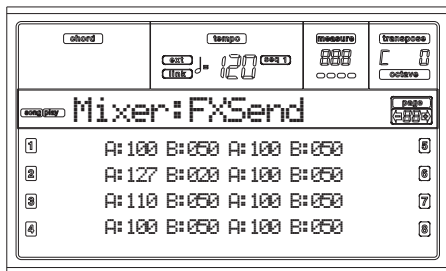 chord tempo measure transpose
ext link ♩= 120 seq 1 888 C 0
octave
song play Mixer:FXSend page
1 A:100 B:050 A:100 B:050 5
2 A:127 B:020 A:100 B:050 6
3 A:110 B:050 A:100 B:050 7
4 A:100 B:050 A:100 B:050 8